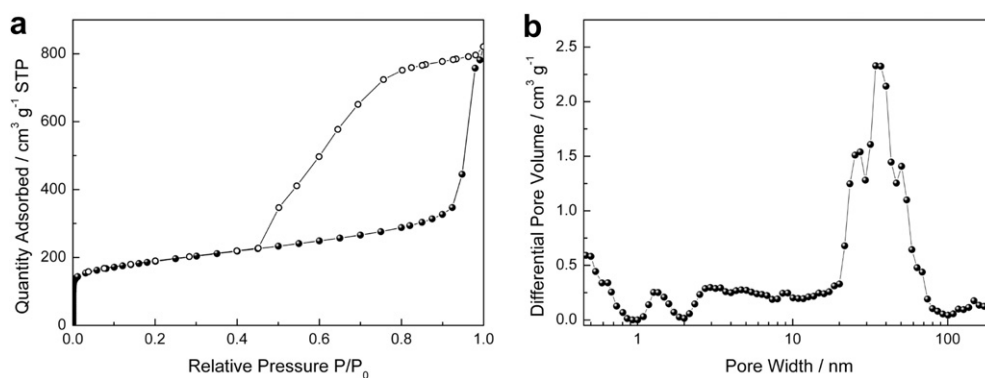 a
800
600
400
200
0
0.0 0.2 0.4 0.6 0.8 1.0
Quantity Adsorbed / cm³ g⁻¹ STP
Relative Pressure P/P₀
b
2.5
2.0
1.5
1.0
0.5
0.0
1 10 100
Differential Pore Volume / cm³ g⁻¹
Pore Width / nm